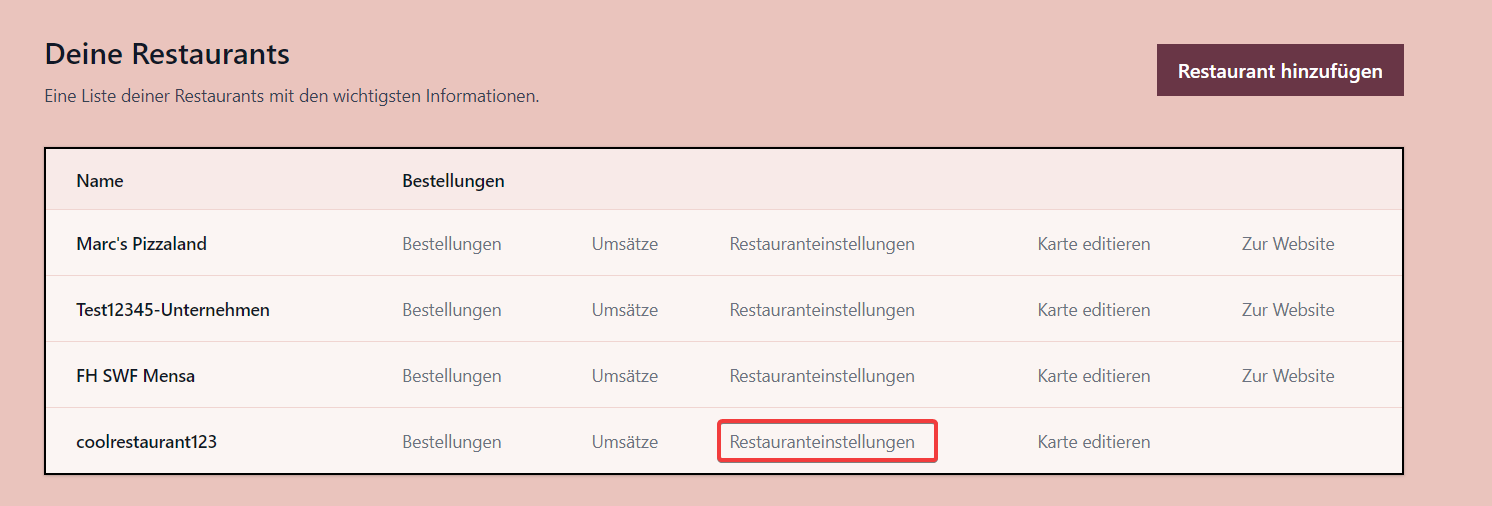 Deine Restaurants
Restaurant hinzufügen
Eine Liste deiner Restaurants mit den wichtigsten Informationen.
Name Bestellungen
Marc's Pizzaland Bestellungen Umsätze Restauranteinstellungen Karte editieren Zur Website
Test12345-Unternehmen Bestellungen Umsätze Restauranteinstellungen Karte editieren Zur Website
FH SWF Mensa Bestellungen Umsätze Restauranteinstellungen Karte editieren Zur Website
coolrestaurant123 Bestellungen Umsätze Restauranteinstellungen Karte editieren